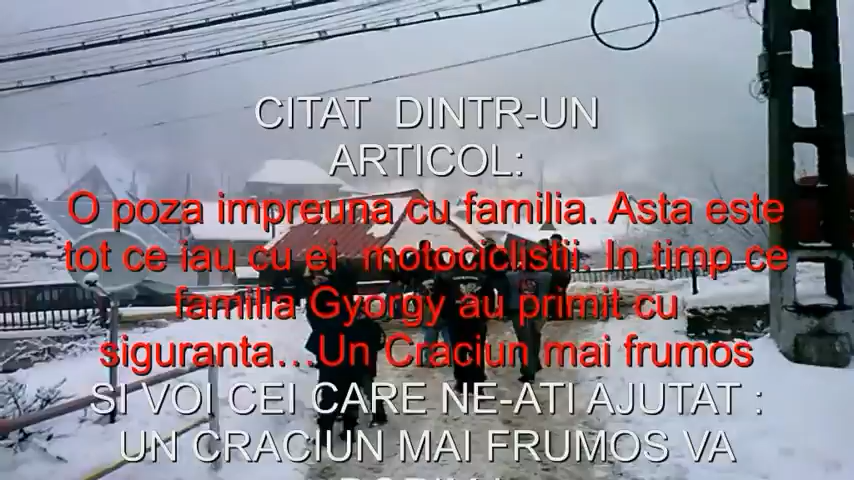 CITAT DINTR-UN
ARTICOL:
O poza impreuna cu familia. Asta este
tot ce iau cu ei motociclistii. In timp ce
familia Gyorgy au primit cu
siguranta...Un Craciun mai frumos
SI VOI CEI CARE NE-ATI AJUTAT :
UN CRACIUN MAI FRUMOS VA